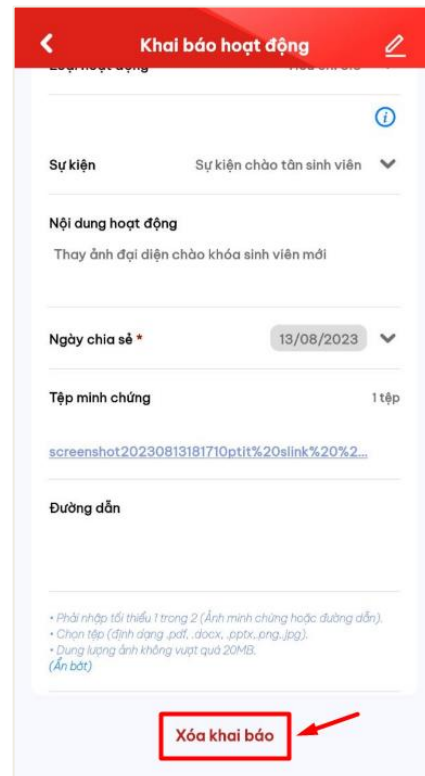 Khai báo hoạt động
Loại hoạt động
Sự kiện Sự kiện chào tân sinh viên
Nội dung hoạt động
Thay ảnh đại diện chào khóa sinh viên mới
Ngày chia sẻ * 13/08/2023
Tệp minh chứng 1 tệp
screenshot20230813181710ptit%20slink%20%2...
Đường dẫn
• Phải nhập tối thiểu 1 trong 2 (Ảnh minh chứng hoặc đường dẫn).
• Chọn tệp (định dạng .pdf, .docx, .pptx,.png,.jpg).
• Dung lượng ảnh không vượt quá 20MB.
(Ẩn bớt)
Xóa khai báo